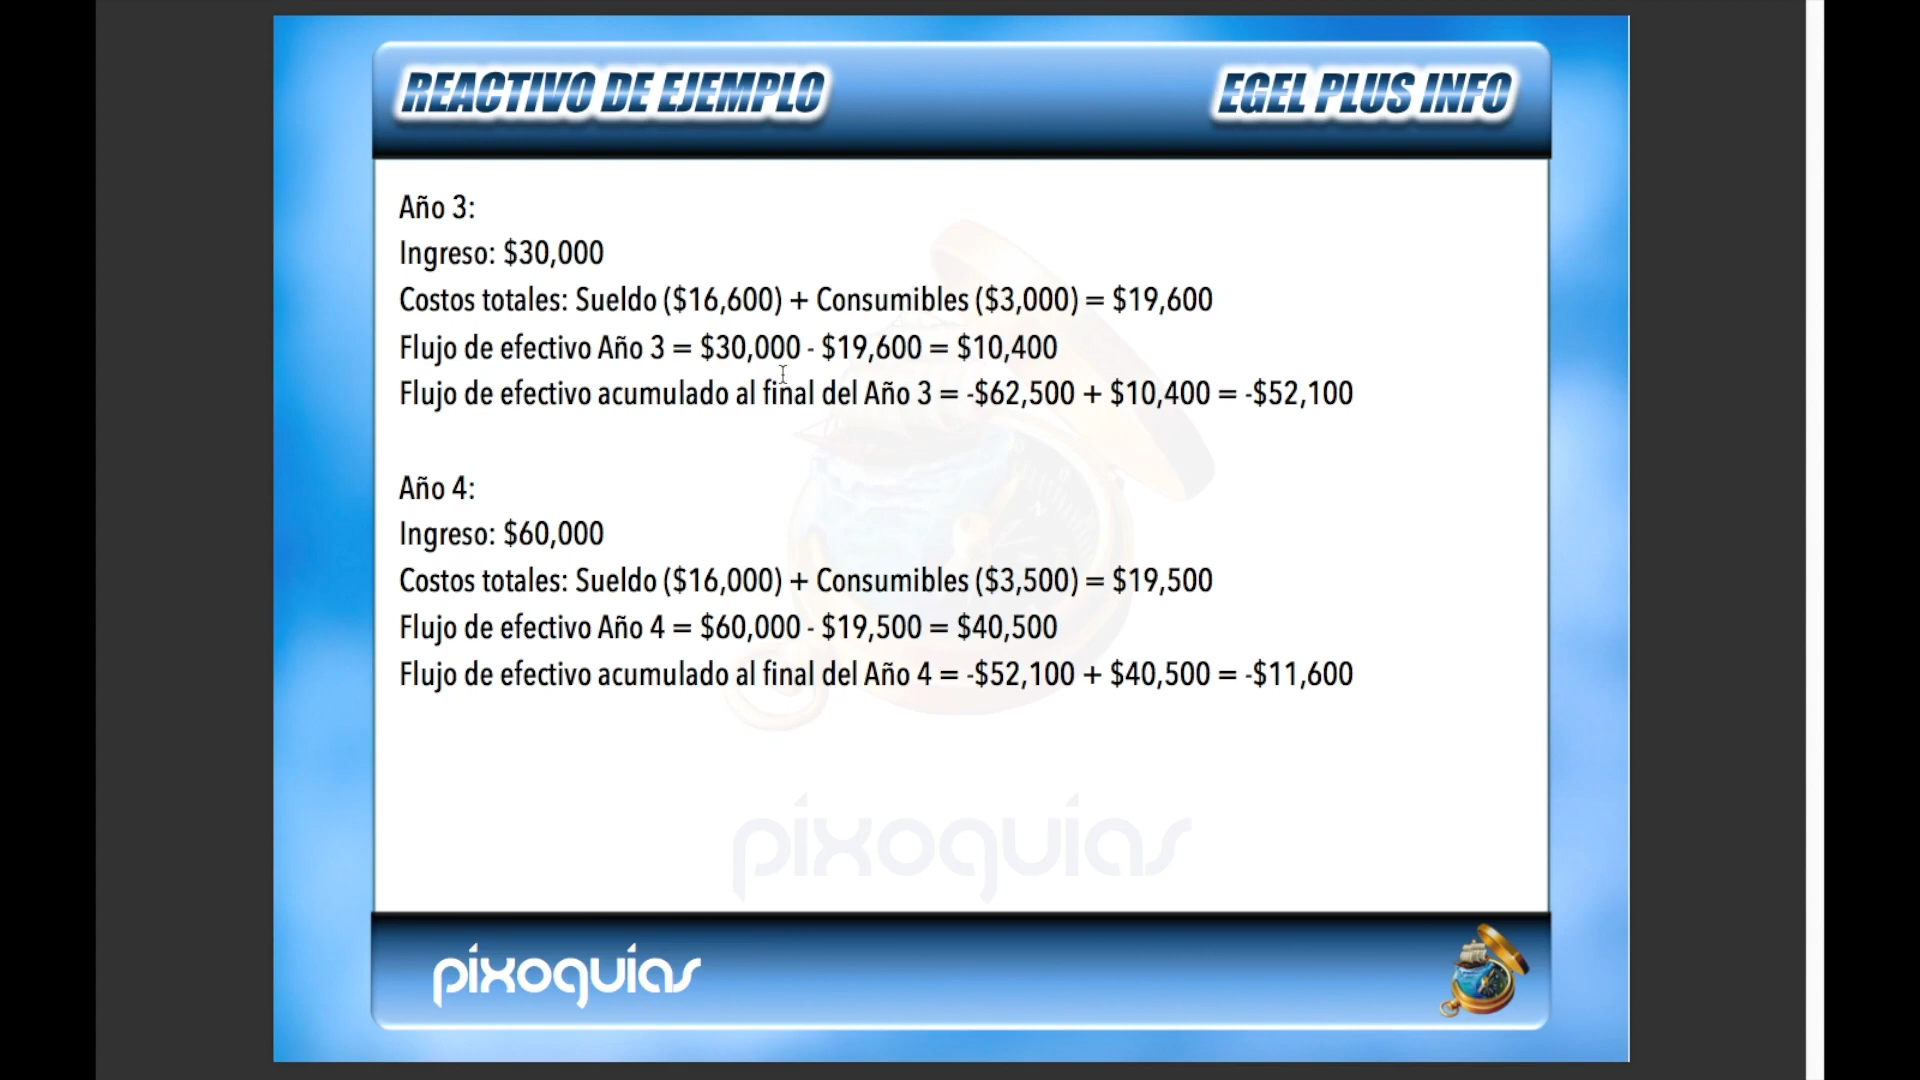 REACTIVO DE EJEMPLO
EGEL PLUS INFO
Año 3:
Ingreso: $30,000
Costos totales: Sueldo ($16,600) + Consumibles ($3,000) = $19,600
Flujo de efectivo Año 3 = $30,000 - $19,600 = $10,400
Flujo de efectivo acumulado al final del Año 3 = -$62,500 + $10,400 = -$52,100
Año 4:
Ingreso: $60,000
Costos totales: Sueldo ($16,000) + Consumibles ($3,500) = $19,500
Flujo de efectivo Año 4 = $60,000 - $19,500 = $40,500
Flujo de efectivo acumulado al final del Año 4 = -$52,100 + $40,500 = -$11,600
pixoguias
pixoguias